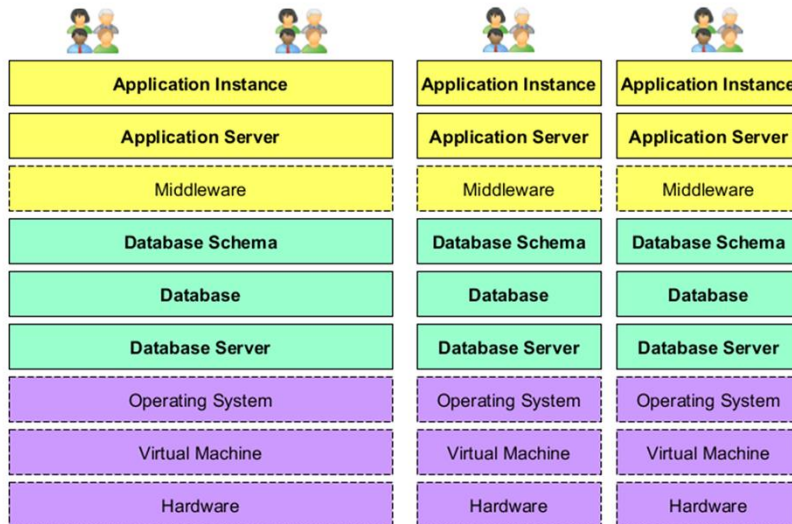 Application Instance
Application Instance
Application Instance
Application Server
Application Server
Application Server
Middleware
Middleware
Middleware
Database Schema
Database Schema
Database Schema
Database
Database
Database
Database Server
Database Server
Database Server
Operating System
Operating System
Operating System
Virtual Machine
Virtual Machine
Virtual Machine
Hardware
Hardware
Hardware